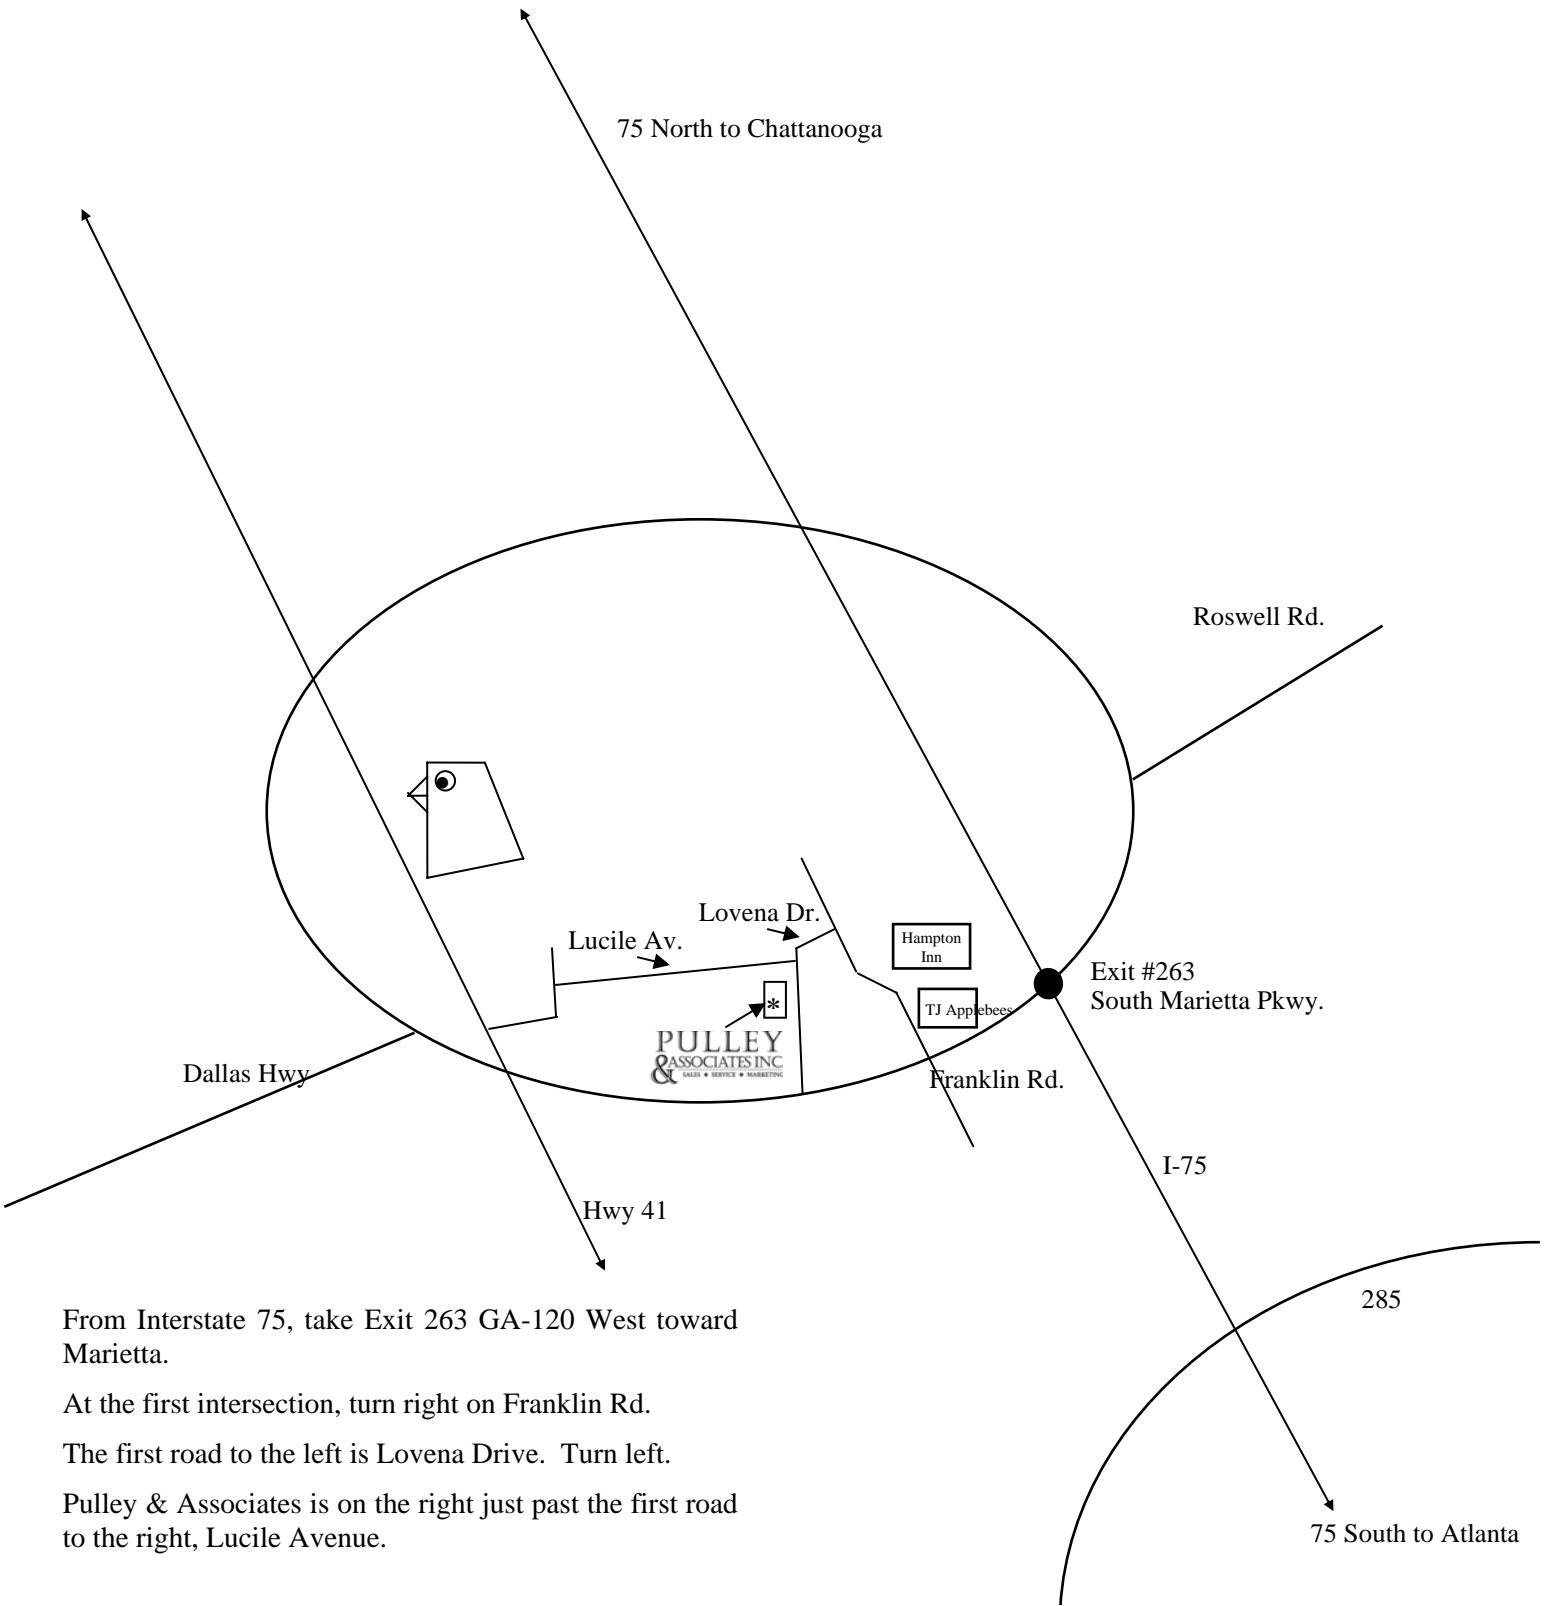 75 North to Chattanooga
Roswell Rd.
Lovena Dr.
Lucile Av.
Hampton
Inn
Exit #263
South Marietta Pkwy.
*
TJ Applebees
PULLEY
& ASSOCIATES INC
SALES ✦ SERVICE ✦ MARKETING
Dallas Hwy
Franklin Rd.
I-75
Hwy 41
285
From Interstate 75, take Exit 263 GA-120 West toward
Marietta.
At the first intersection, turn right on Franklin Rd.
The first road to the left is Lovena Drive.  Turn left.
Pulley & Associates is on the right just past the first road
to the right, Lucile Avenue.
75 South to Atlanta